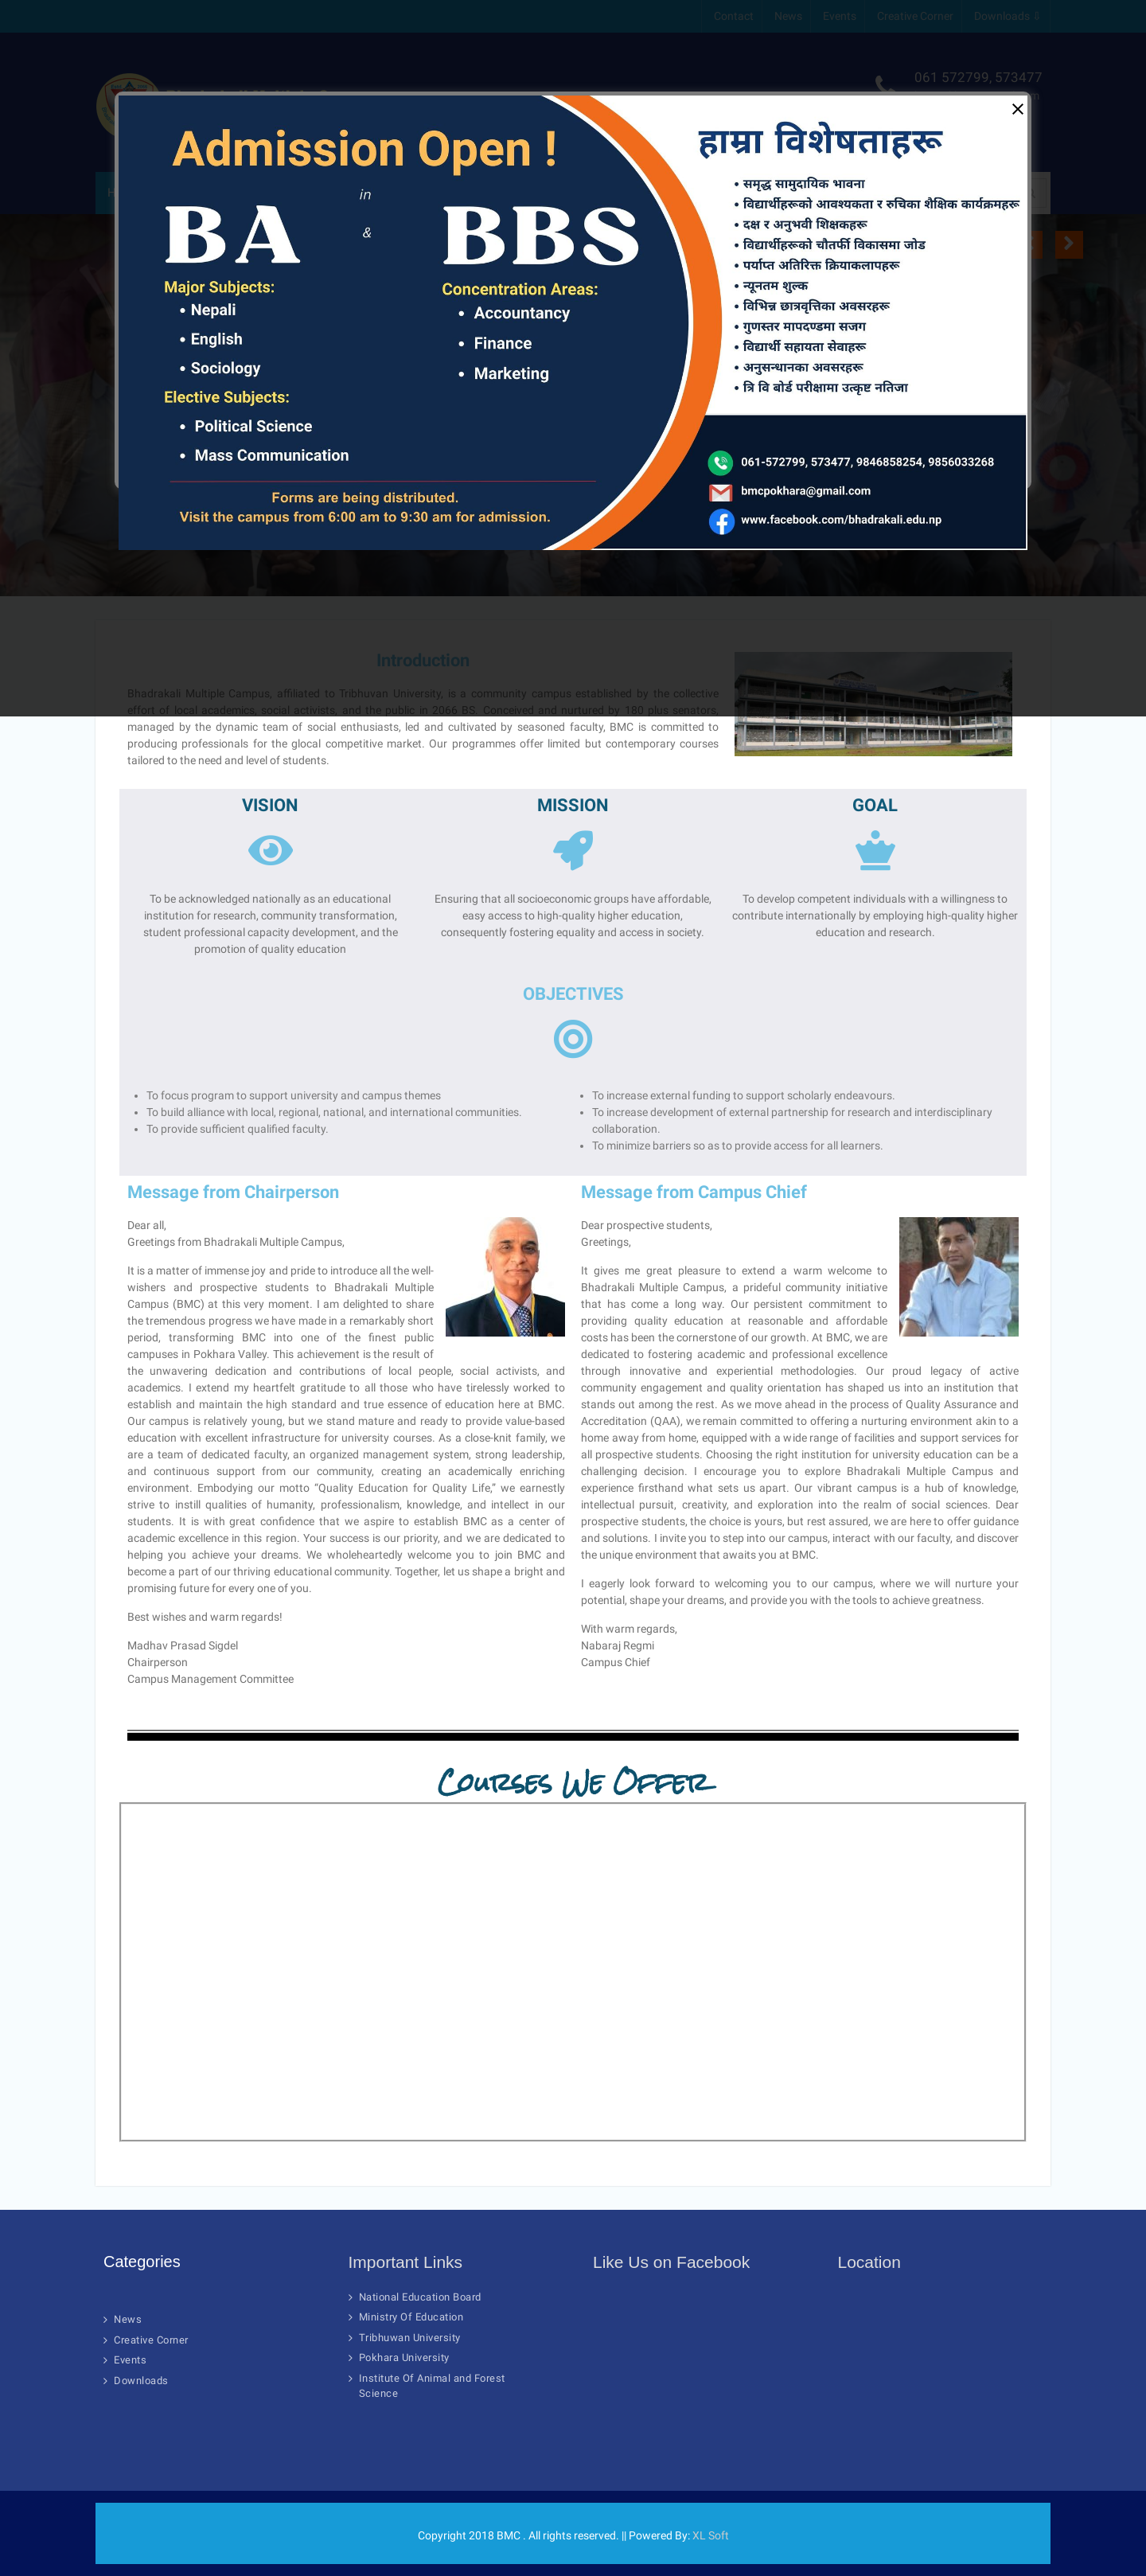 Contact News Events Creative Corner Downloads
061 572799, 573477
Admission Open !
in
BA & BBS
Major Subjects:
• Nepali
• English
• Sociology
Elective Subjects:
• Political Science
• Mass Communication
Concentration Areas:
• Accountancy
• Finance
• Marketing
Forms are being distributed.
Visit the campus from 6:00 am to 9:30 am for admission.
हाम्रा विशेषताहरू
• समृद्ध सामुदायिक भावना
• विद्यार्थीहरूको आवश्यकता र रुचिका शैक्षिक कार्यक्रमहरू
• दक्ष र अनुभवी शिक्षकहरू
• विद्यार्थीहरूको चौतर्फी विकासमा जोड
• पर्याप्त अतिरिक्त क्रियाकलापहरू
• न्यूनतम शुल्क
• विभिन्न छात्रवृत्तिका अवसरहरू
• गुणस्तर मापदण्डमा सजग
• विद्यार्थी सहायता सेवाहरू
• अनुसन्धानका अवसरहरू
• त्रि वि बोर्ड परीक्षामा उत्कृष्ट नतिजा
061-572799, 573477, 9846858254, 9856033268
bmcpokhara@gmail.com
www.facebook.com/bhadrakali.edu.np
Introduction
Bhadrakali Multiple Campus, affiliated to Tribhuvan University, is a community campus established by the collective
effort of local academics, social activists, and the public in 2066 BS. Conceived and nurtured by 180 plus senators,
managed by the dynamic team of social enthusiasts, led and cultivated by seasoned faculty, BMC is committed to
producing professionals for the glocal competitive market. Our programmes offer limited but contemporary courses
tailored to the need and level of students.
VISION
To be acknowledged nationally as an educational
institution for research, community transformation,
student professional capacity development, and the
promotion of quality education
MISSION
Ensuring that all socioeconomic groups have affordable,
easy access to high-quality higher education,
consequently fostering equality and access in society.
GOAL
To develop competent individuals with a willingness to
contribute internationally by employing high-quality higher
education and research.
OBJECTIVES
• To focus program to support university and campus themes
• To build alliance with local, regional, national, and international communities.
• To provide sufficient qualified faculty.
• To increase external funding to support scholarly endeavours.
• To increase development of external partnership for research and interdisciplinary
collaboration.
• To minimize barriers so as to provide access for all learners.
Message from Chairperson
Dear all,
Greetings from Bhadrakali Multiple Campus,
It is a matter of immense joy and pride to introduce all the well-
wishers and prospective students to Bhadrakali Multiple
Campus (BMC) at this very moment. I am delighted to share
the tremendous progress we have made in a remarkably short
period, transforming BMC into one of the finest public
campuses in Pokhara Valley. This achievement is the result of
the unwavering dedication and contributions of local people, social activists, and
academics. I extend my heartfelt gratitude to all those who have tirelessly worked to
establish and maintain the high standard and true essence of education here at BMC.
Our campus is relatively young, but we stand mature and ready to provide value-based
education with excellent infrastructure for university courses. As a close-knit family, we
are a team of dedicated faculty, an organized management system, strong leadership,
and continuous support from our community, creating an academically enriching
environment. Embodying our motto “Quality Education for Quality Life,” we earnestly
strive to instill qualities of humanity, professionalism, knowledge, and intellect in our
students. It is with great confidence that we aspire to establish BMC as a center of
academic excellence in this region. Your success is our priority, and we are dedicated to
helping you achieve your dreams. We wholeheartedly welcome you to join BMC and
become a part of our thriving educational community. Together, let us shape a bright and
promising future for every one of you.
Best wishes and warm regards!
Madhav Prasad Sigdel
Chairperson
Campus Management Committee
Message from Campus Chief
Dear prospective students,
Greetings,
It gives me great pleasure to extend a warm welcome to
Bhadrakali Multiple Campus, a prideful community initiative
that has come a long way. Our persistent commitment to
providing quality education at reasonable and affordable
costs has been the cornerstone of our growth. At BMC, we are
dedicated to fostering academic and professional excellence
through innovative and experiential methodologies. Our proud legacy of active
community engagement and quality orientation has shaped us into an institution that
stands out among the rest. As we move ahead in the process of Quality Assurance and
Accreditation (QAA), we remain committed to offering a nurturing environment akin to a
home away from home, equipped with a wide range of facilities and support services for
all prospective students. Choosing the right institution for university education can be a
challenging decision. I encourage you to explore Bhadrakali Multiple Campus and
experience firsthand what sets us apart. Our vibrant campus is a hub of knowledge,
intellectual pursuit, creativity, and exploration into the realm of social sciences. Dear
prospective students, the choice is yours, but rest assured, we are here to offer guidance
and solutions. I invite you to step into our campus, interact with our faculty, and discover
the unique environment that awaits you at BMC.
I eagerly look forward to welcoming you to our campus, where we will nurture your
potential, shape your dreams, and provide you with the tools to achieve greatness.
With warm regards,
Nabaraj Regmi
Campus Chief
Courses We Offer
Categories
News
Creative Corner
Events
Downloads
Important Links
National Education Board
Ministry Of Education
Tribhuwan University
Pokhara University
Institute Of Animal and Forest
Science
Like Us on Facebook
Location
Copyright 2018 BMC . All rights reserved. || Powered By: XL Soft